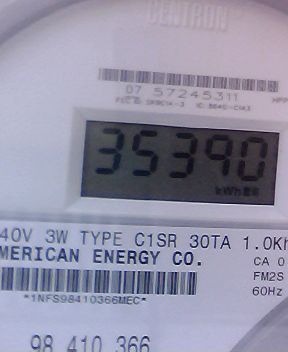 CENTRON
07 57245311
35390
kWh
40V 3W TYPE C1SR 30TA 1.0Kh
MERICAN ENERGY CO.
CA 0
FM2S
*1NFS98410366MEC*
60Hz
98 410 366